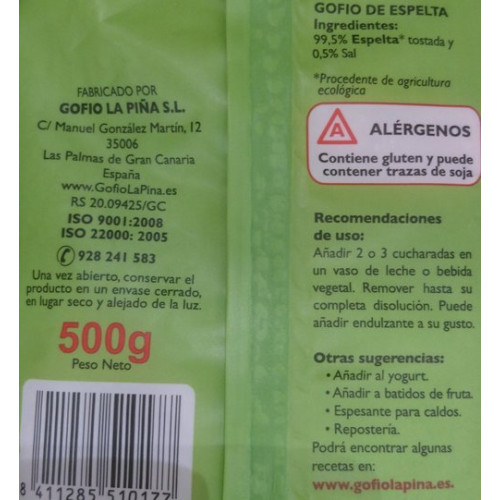 FABRICADO POR
GOFIO LA PIÑA S.L.
C/ Manuel González Martín, 12
35006
Las Palmas de Gran Canaria
España
www.GofioLaPina.es
RS 20.09425/GC
ISO 9001:2008
ISO 22000: 2005
928 241 583
Una vez abierto, conservar el
producto en un envase cerrado,
en lugar seco y alejado de la luz.
500g
Peso Neto
8 411285 510177
GOFIO DE ESPELTA
Ingredientes:
99,5% Espelta* tostada y
0,5% Sal
*Procedente de agricultura
ecológica
A ALÉRGENOS
Contiene gluten y puede
contener trazas de soja
Recomendaciones
de uso:
Añadir 2 o 3 cucharadas en
un vaso de leche o bebida
vegetal. Remover hasta su
completa disolución. Puede
añadir endulzante a su gusto.
Otras sugerencias:
• Añadir al yogurt.
• Añadir a batidos de fruta.
• Espesante para caldos.
• Repostería.
Podrá encontrar algunas
recetas en:
www.gofiolapina.es